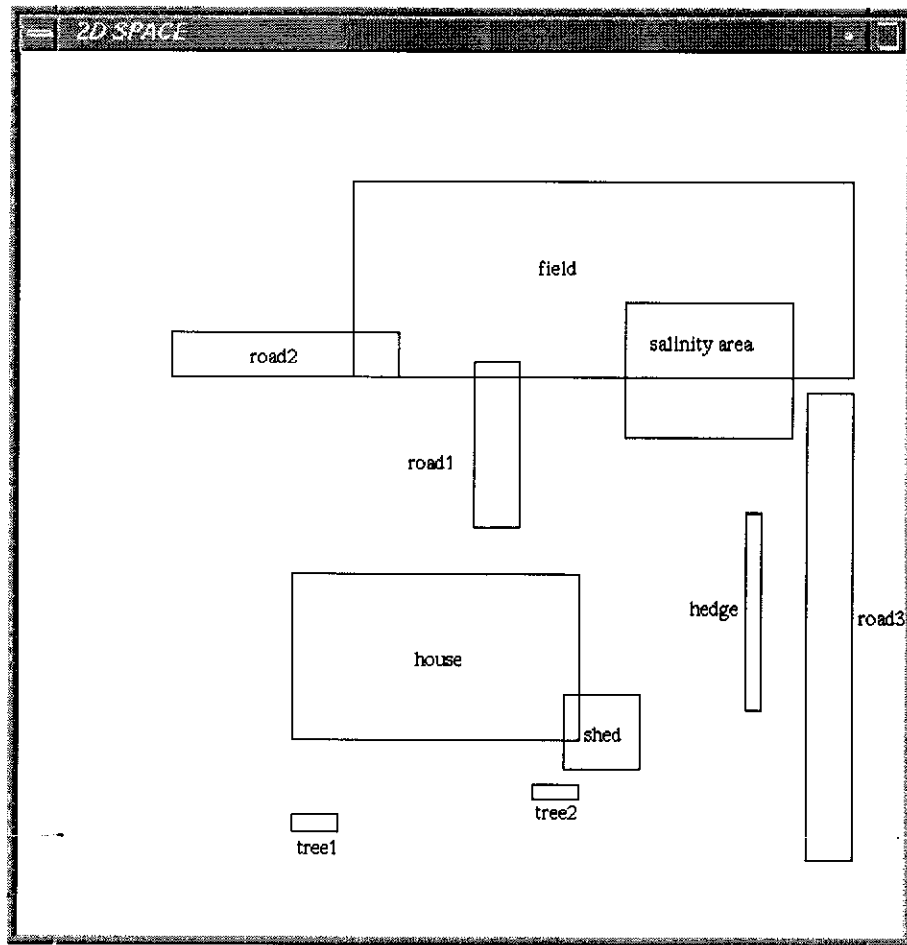 2D SPACE
field
salinity area
road2
road1
hedge
road3
house
shed
tree2
tree1